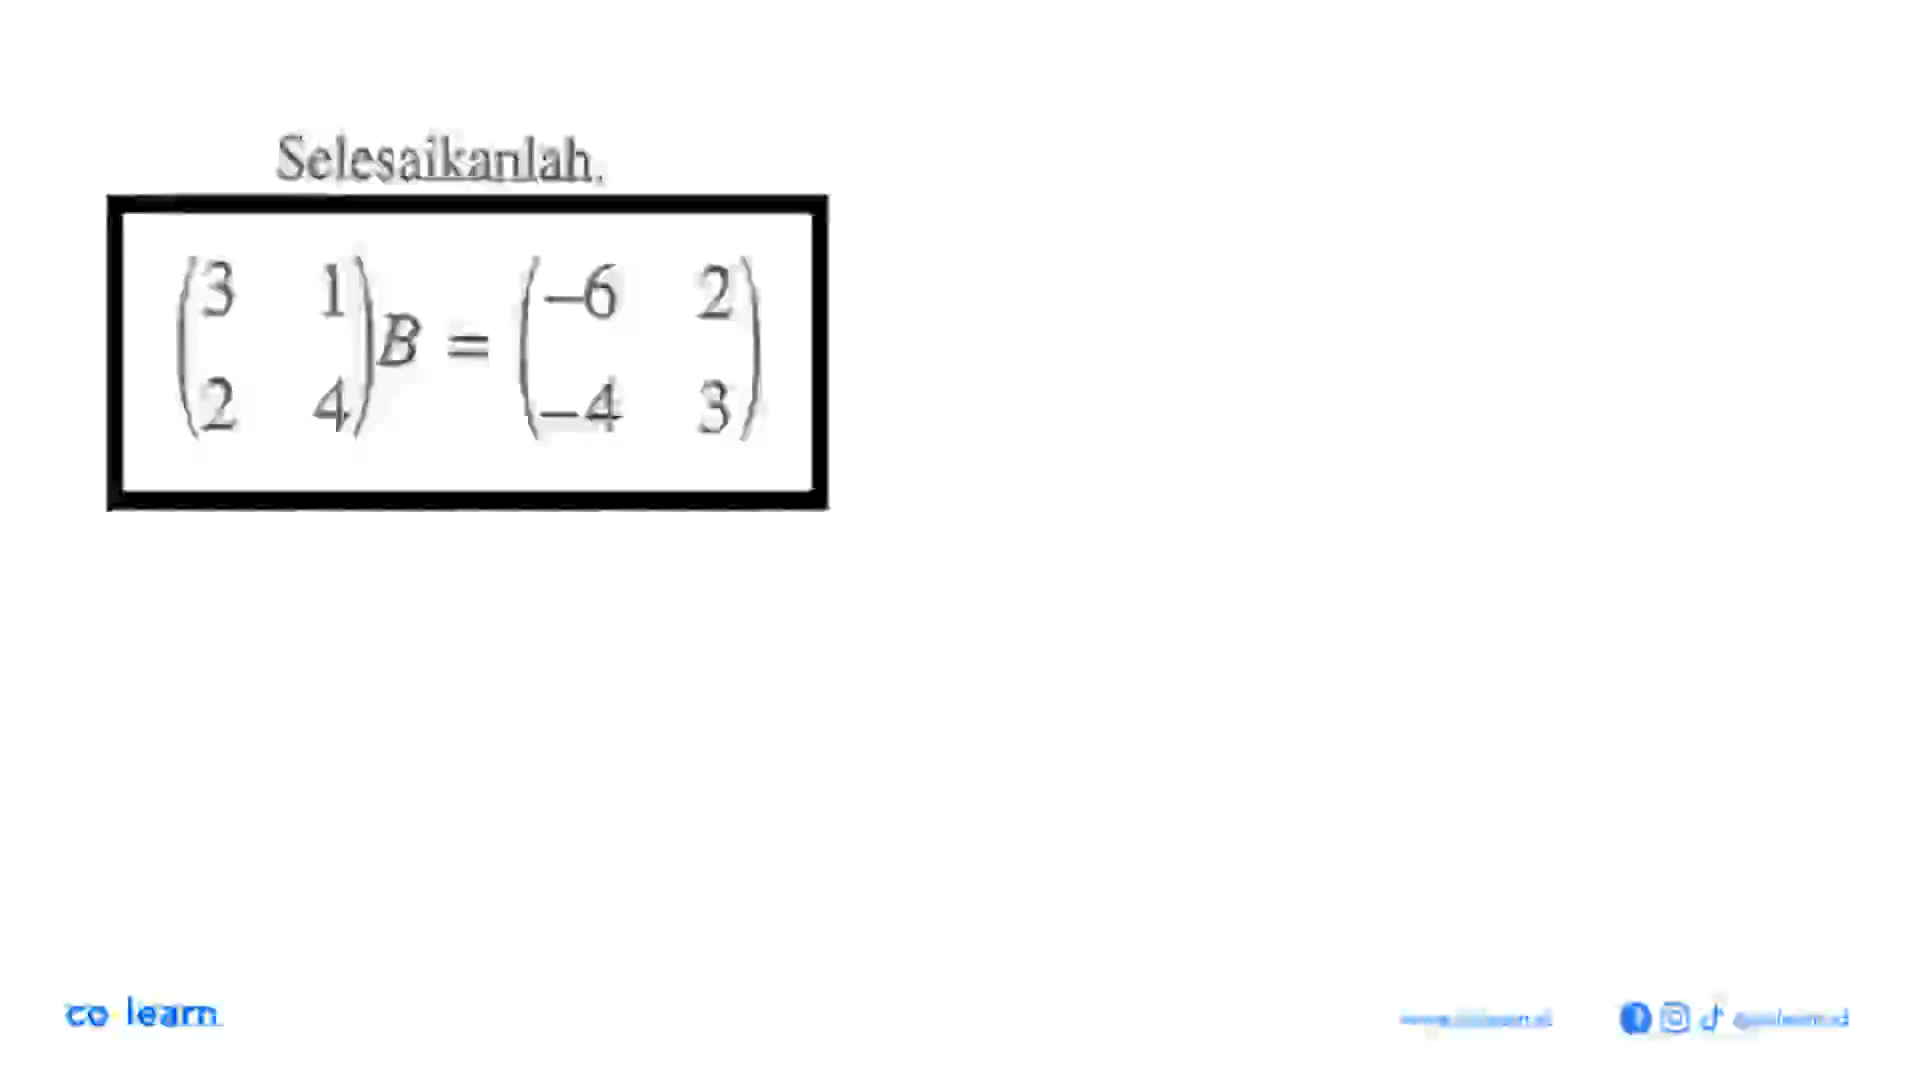 Selesaikanlah.
(3 1
2 4) B = (-6 2
-4 3)
co learn